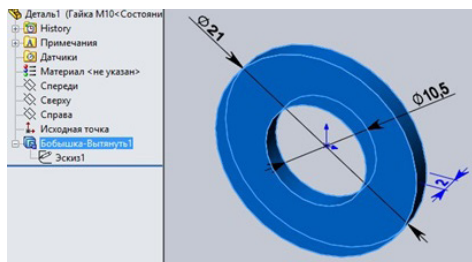 Деталь1 (Гайка M10<Состояни
History
Примечания
Датчики
Материал <не указан>
Спереди
Сверху
Справа
Исходная точка
Бобышка-Вытянуть1
Эскиз1
Ø21
Ø10,5
2